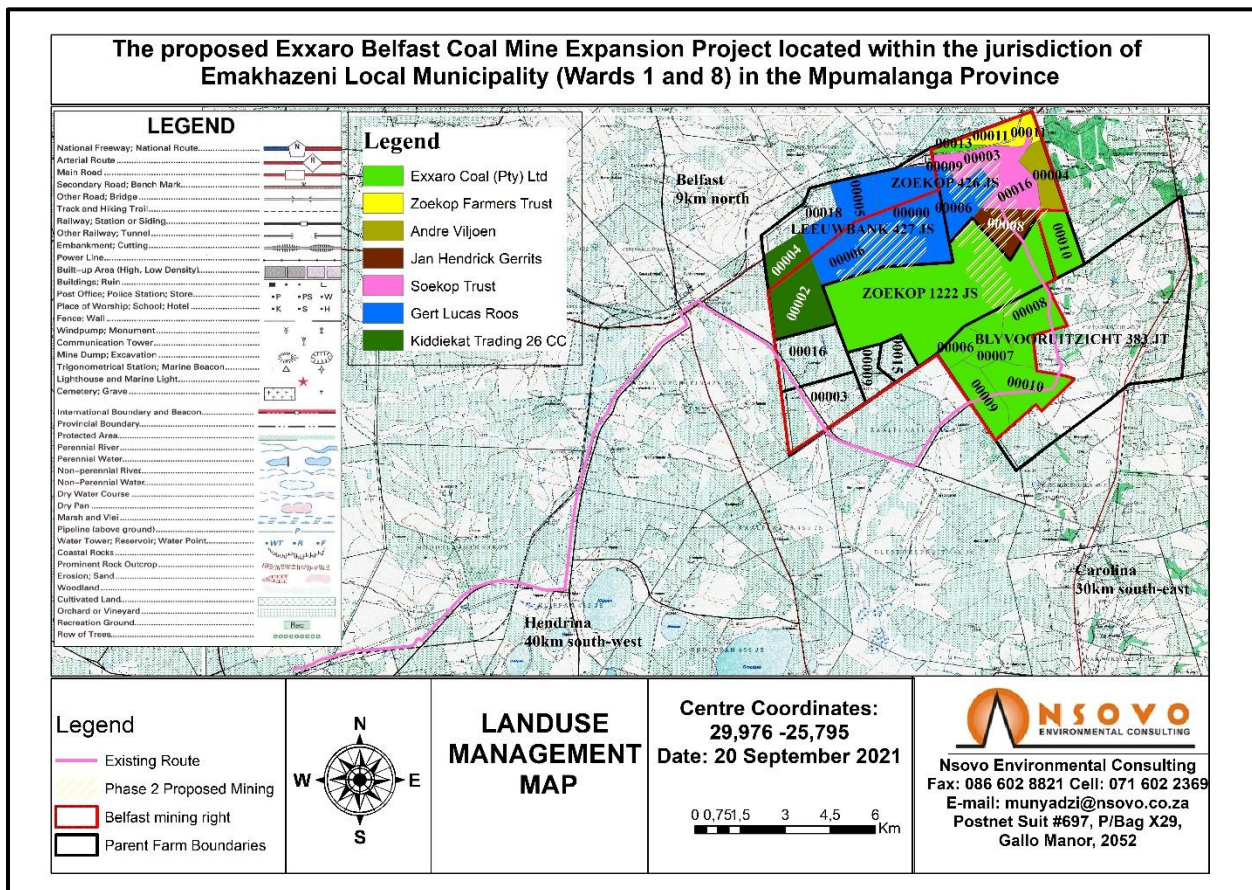 The proposed Exxaro Belfast Coal Mine Expansion Project located within the jurisdiction of
Emakhazeni Local Municipality (Wards 1 and 8) in the Mpumalanga Province
LEGEND
National Freeway; National Route
N
Arterial Route
R
Main Road
Secondary Road; Bench Mark
Other Road; Bridge
Track and Hiking Trail
Railway; Station or Siding
Other Railway; Tunnel
Embankment; Cutting
Power Line
Built-up Area (High, Low Density)
Buildings; Ruin
Post Office; Police Station; Store
P PS W
Place of Worship; School; Hotel
K S H
Fence; Wall
Windpump; Monument
Communication Tower
Mine Dump; Excavation
Trigonometrical Station; Marine Beacon
Lighthouse and Marine Light
Cemetery; Grave
International Boundary and Beacon
Provincial Boundary
Protected Area
Perennial River
Perennial Water
Non-perennial River
Non-Perennial Water
Dry Water Course
Dry Pan
Marsh and Vlei
Pipeline (above ground)
P
Water Tower; Reservoir; Water Point
WT R F
Coastal Rocks
Prominent Rock Outcrop
Erosion; Sand
Woodland
Cultivated Land
Orchard or Vineyard
Recreation Ground
Rec
Row of Trees
Legend
Exxaro Coal (Pty) Ltd
Zoekop Farmers Trust
Andre Viljoen
Jan Hendrick Gerrits
Soekop Trust
Gert Lucas Roos
Kiddiekat Trading 26 CC
Belfast
9km north
00013
00011
00011
00009
00003
00004
ZOEKOP 426 JS
00016
00018
00005
00000
00006
00008
LEEUWBANK 427 JS
00010
00004
00006
00002
ZOEKOP 1222 JS
00008
BLYVOORUITZICHT 383 JT
00006
00007
00016
00009
00015
00010
00003
00009
Carolina
30km south-east
Hendrina
40km south-west
Legend
Existing Route
Phase 2 Proposed Mining
Belfast mining right
Parent Farm Boundaries
N
W E
S
LANDUSE
MANAGEMENT
MAP
Centre Coordinates:
29,976 -25,795
Date: 20 September 2021
0 0,75 1,5 3 4,5 6
Km
NSOVO
ENVIRONMENTAL CONSULTING
Nsovo Environmental Consulting
Fax: 086 602 8821 Cell: 071 602 2369
E-mail: munyadzi@nsovo.co.za
Postnet Suit #697, P/Bag X29,
Gallo Manor, 2052